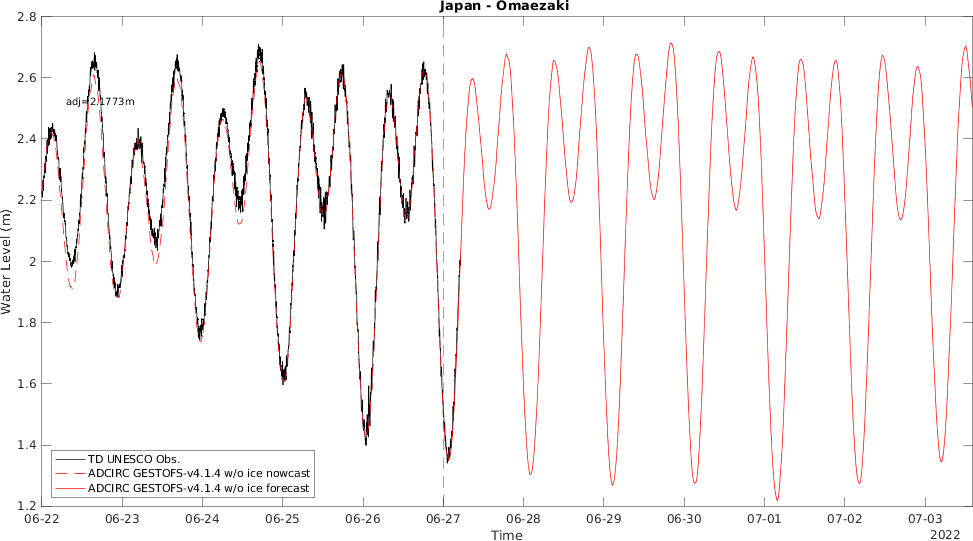 Japan - Omaezaki
2.8
2.6
2.4
2.2
2
1.8
1.6
1.4
1.2
Water Level (m)
adj=2.1773m
TD UNESCO Obs.
ADCIRC GESTOFS-v4.1.4 w/o ice nowcast
ADCIRC GESTOFS-v4.1.4 w/o ice forecast
06-22 06-23 06-24 06-25 06-26 06-27 06-28 06-29 06-30 07-01 07-02 07-03
2022
Time